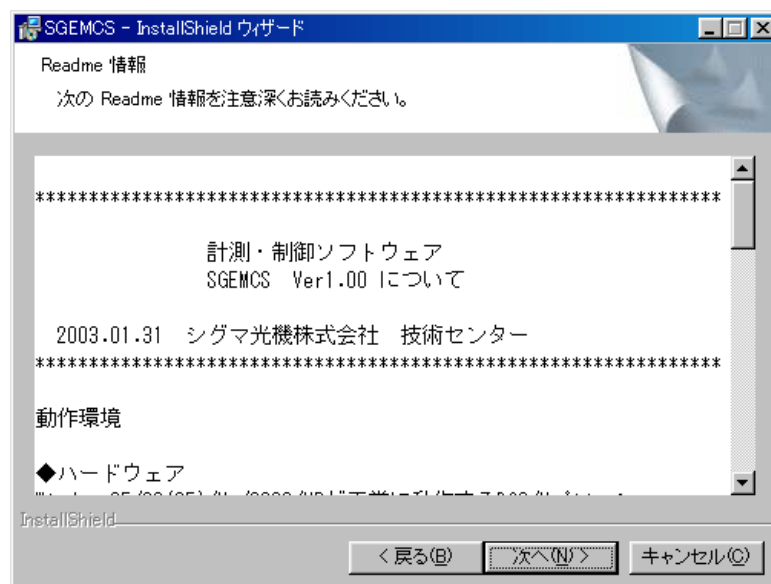 SGEMCS - InstallShield ウィザード
Readme 情報
次の Readme 情報を注意深くお読みください。
****************************************************************
計測・制御ソフトウェア
SGEMCS Ver1.00 について
2003.01.31 シグマ光機株式会社 技術センター
****************************************************************
動作環境
◆ハードウェア
InstallShield
< 戻る(B)
次へ(N) >
キャンセル(C)